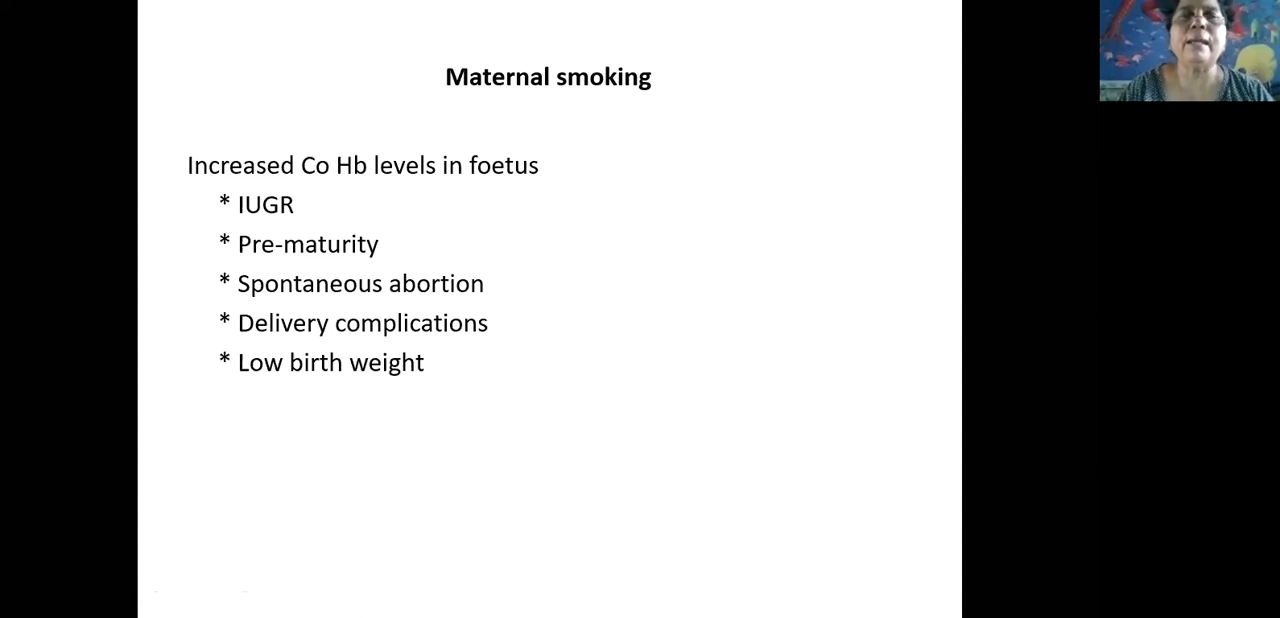 Maternal smoking
Increased Co Hb levels in foetus
* IUGR
* Pre-maturity
* Spontaneous abortion
* Delivery complications
* Low birth weight